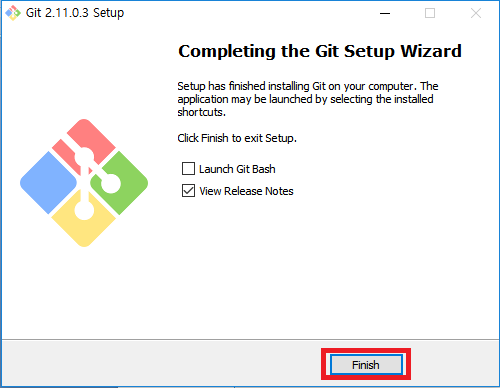 Git 2.11.0.3 Setup
Completing the Git Setup Wizard
Setup has finished installing Git on your computer. The
application may be launched by selecting the installed
shortcuts.
Click Finish to exit Setup.
Launch Git Bash
View Release Notes
Finish